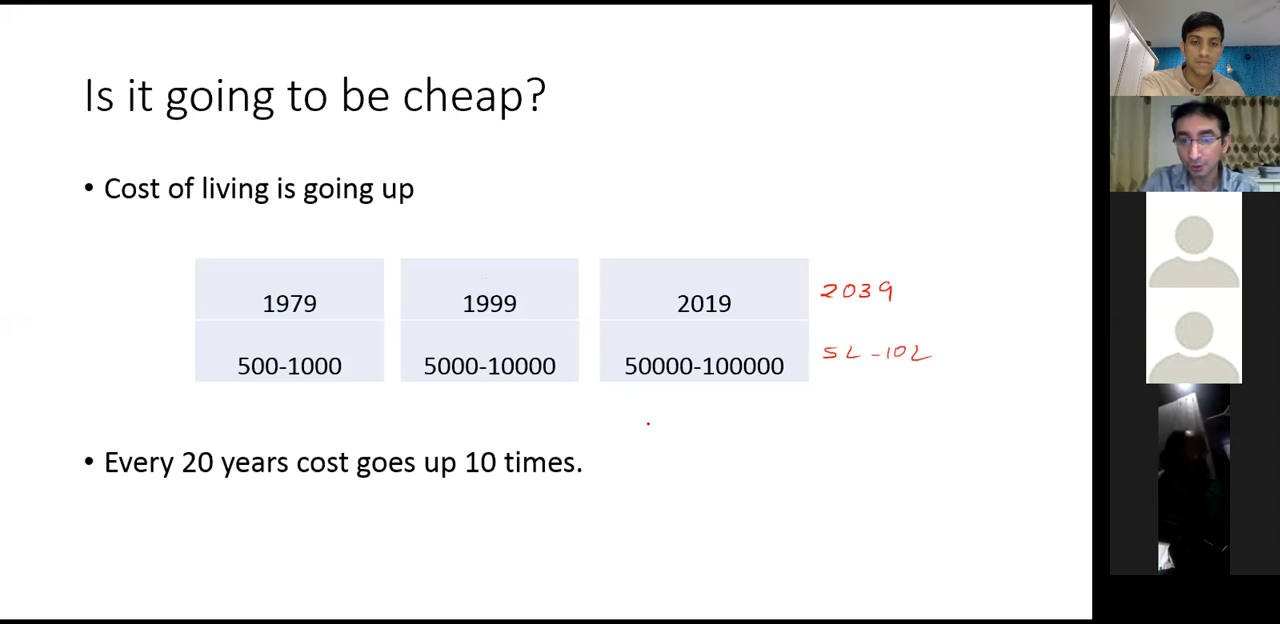 Is it going to be cheap?
• Cost of living is going up
1979 1999 2019 2039
500-1000 5000-10000 50000-100000 5L-10L
• Every 20 years cost goes up 10 times.